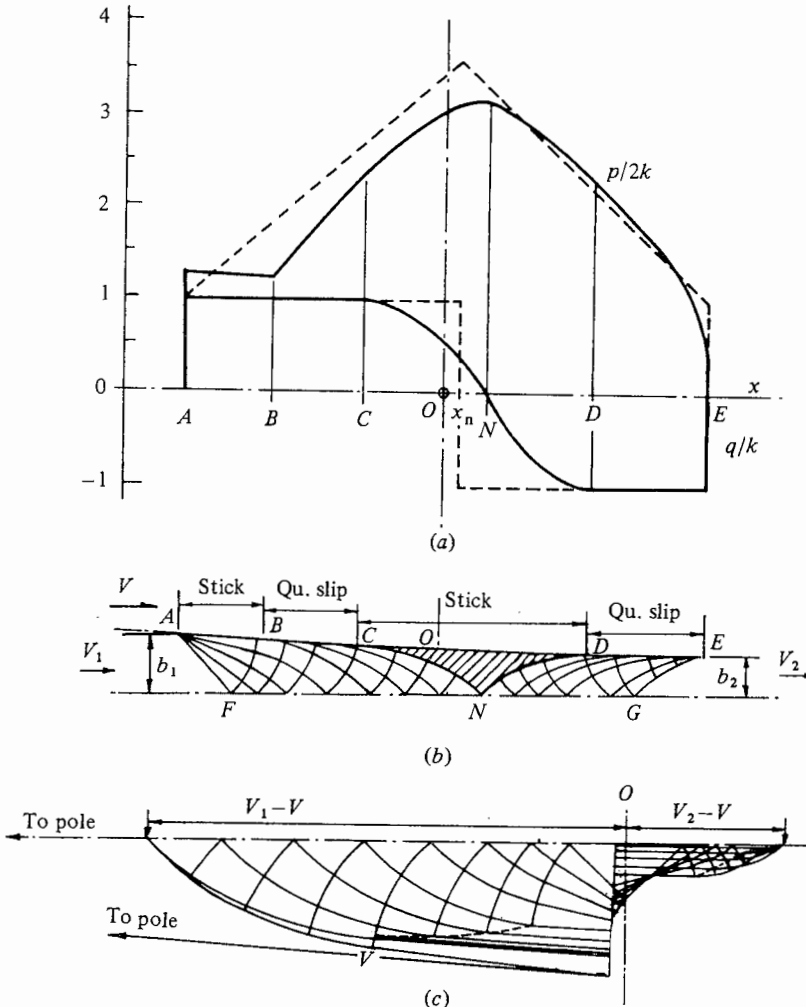 4
3
2
1
0
−1
p/2k
x
A B C O x_n N D E
q/k
(a)
V Stick Qu. slip Stick Qu. slip
A B C O D E
V_1 b_1 b_2 V_2
F N G
(b)
V_1−V O V_2−V
To pole
To pole
V
(c)